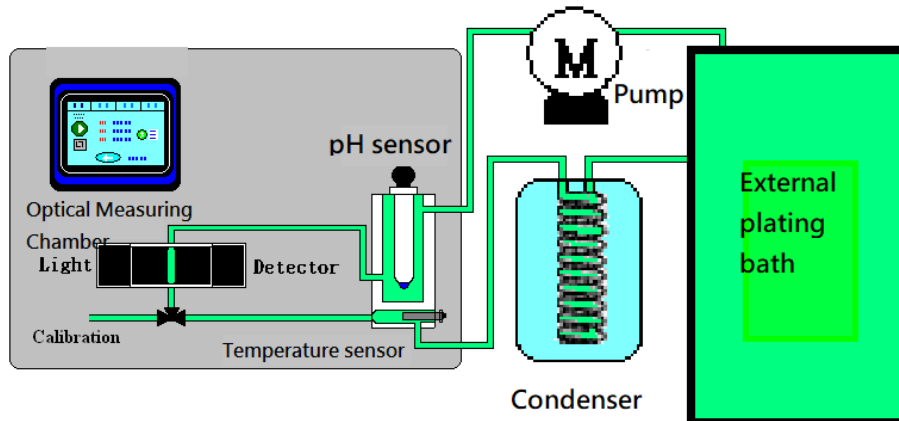 M
Pump
pH sensor
External
plating
bath
Optical Measuring
Chamber
Light
Detector
Calibration
Temperature sensor
Condenser